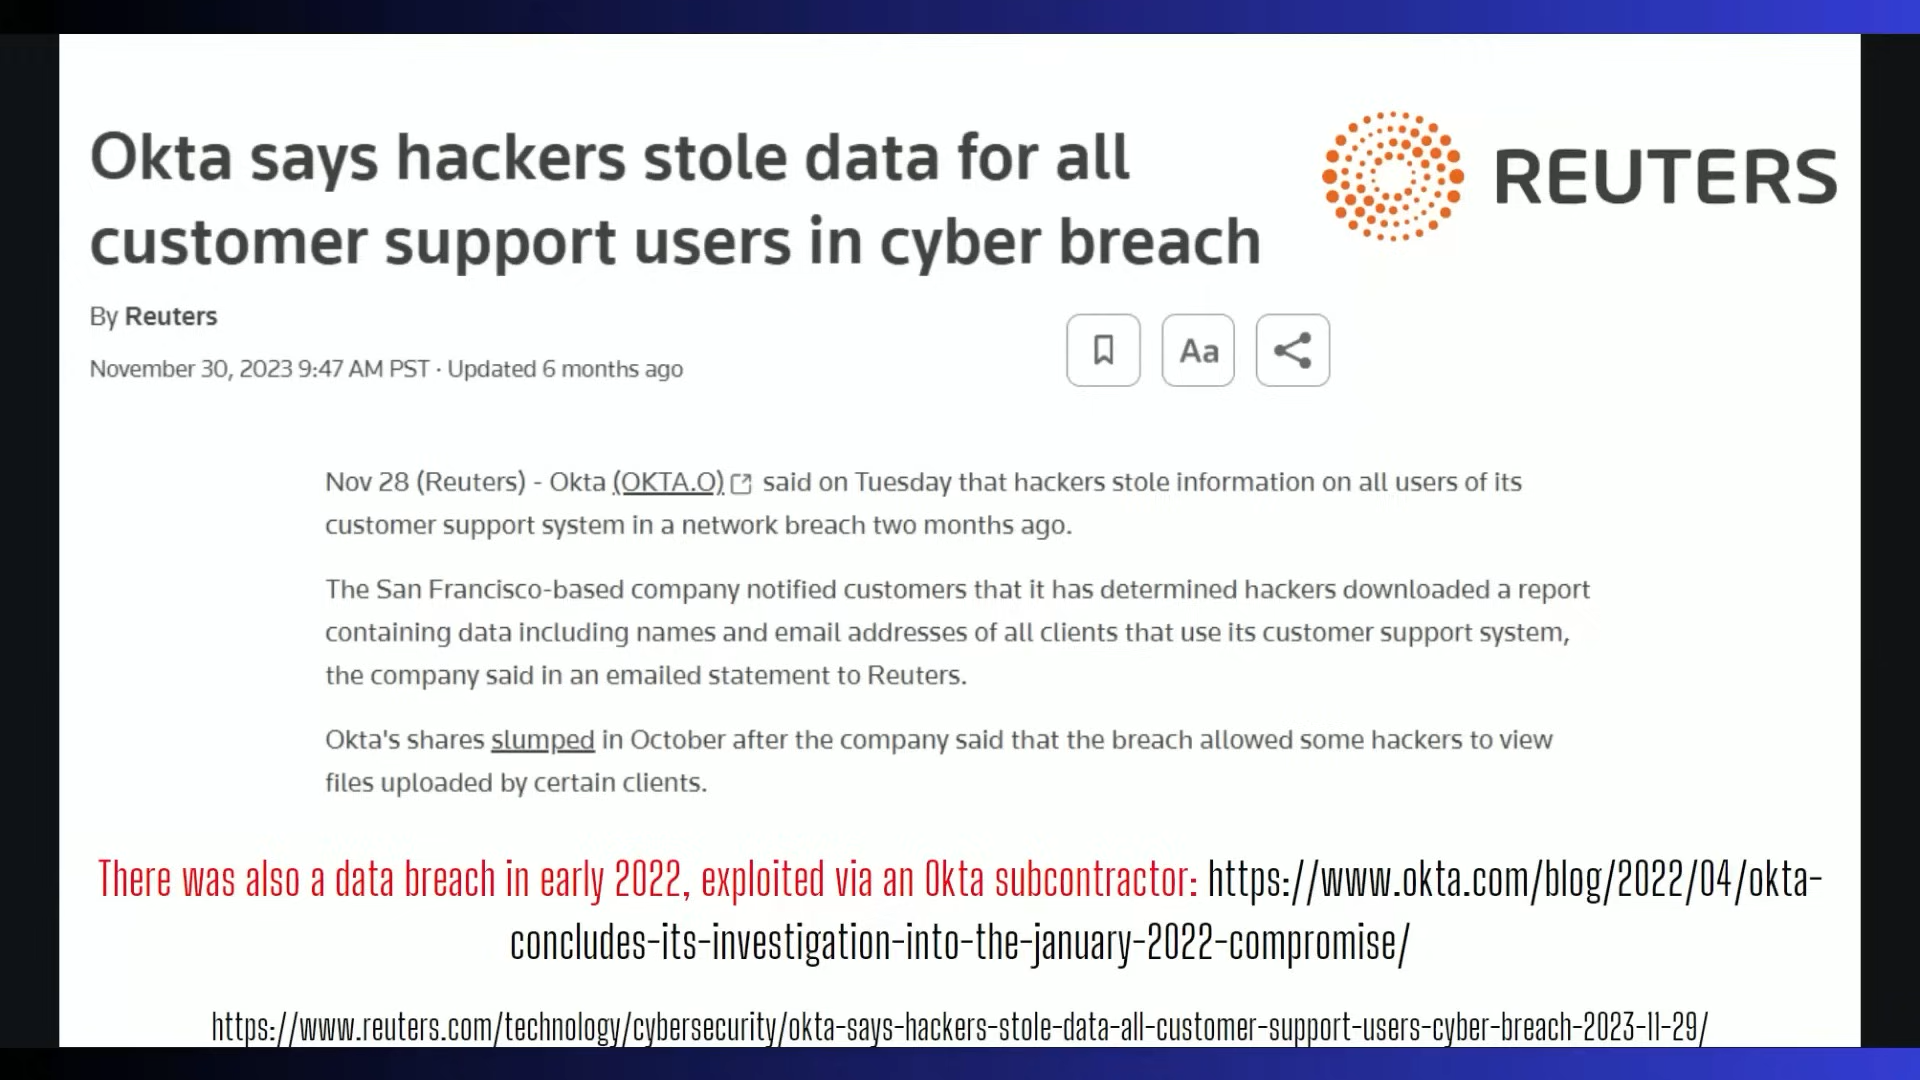 Okta says hackers stole data for all
customer support users in cyber breach
REUTERS
By Reuters
November 30, 2023 9:47 AM PST · Updated 6 months ago
Aa
Nov 28 (Reuters) - Okta (OKTA.O) said on Tuesday that hackers stole information on all users of its
customer support system in a network breach two months ago.
The San Francisco-based company notified customers that it has determined hackers downloaded a report
containing data including names and email addresses of all clients that use its customer support system,
the company said in an emailed statement to Reuters.
Okta's shares slumped in October after the company said that the breach allowed some hackers to view
files uploaded by certain clients.
There was also a data breach in early 2022, exploited via an Okta subcontractor: https://www.okta.com/blog/2022/04/okta-
concludes-its-investigation-into-the-january-2022-compromise/
https://www.reuters.com/technology/cybersecurity/okta-says-hackers-stole-data-all-customer-support-users-cyber-breach-2023-11-29/